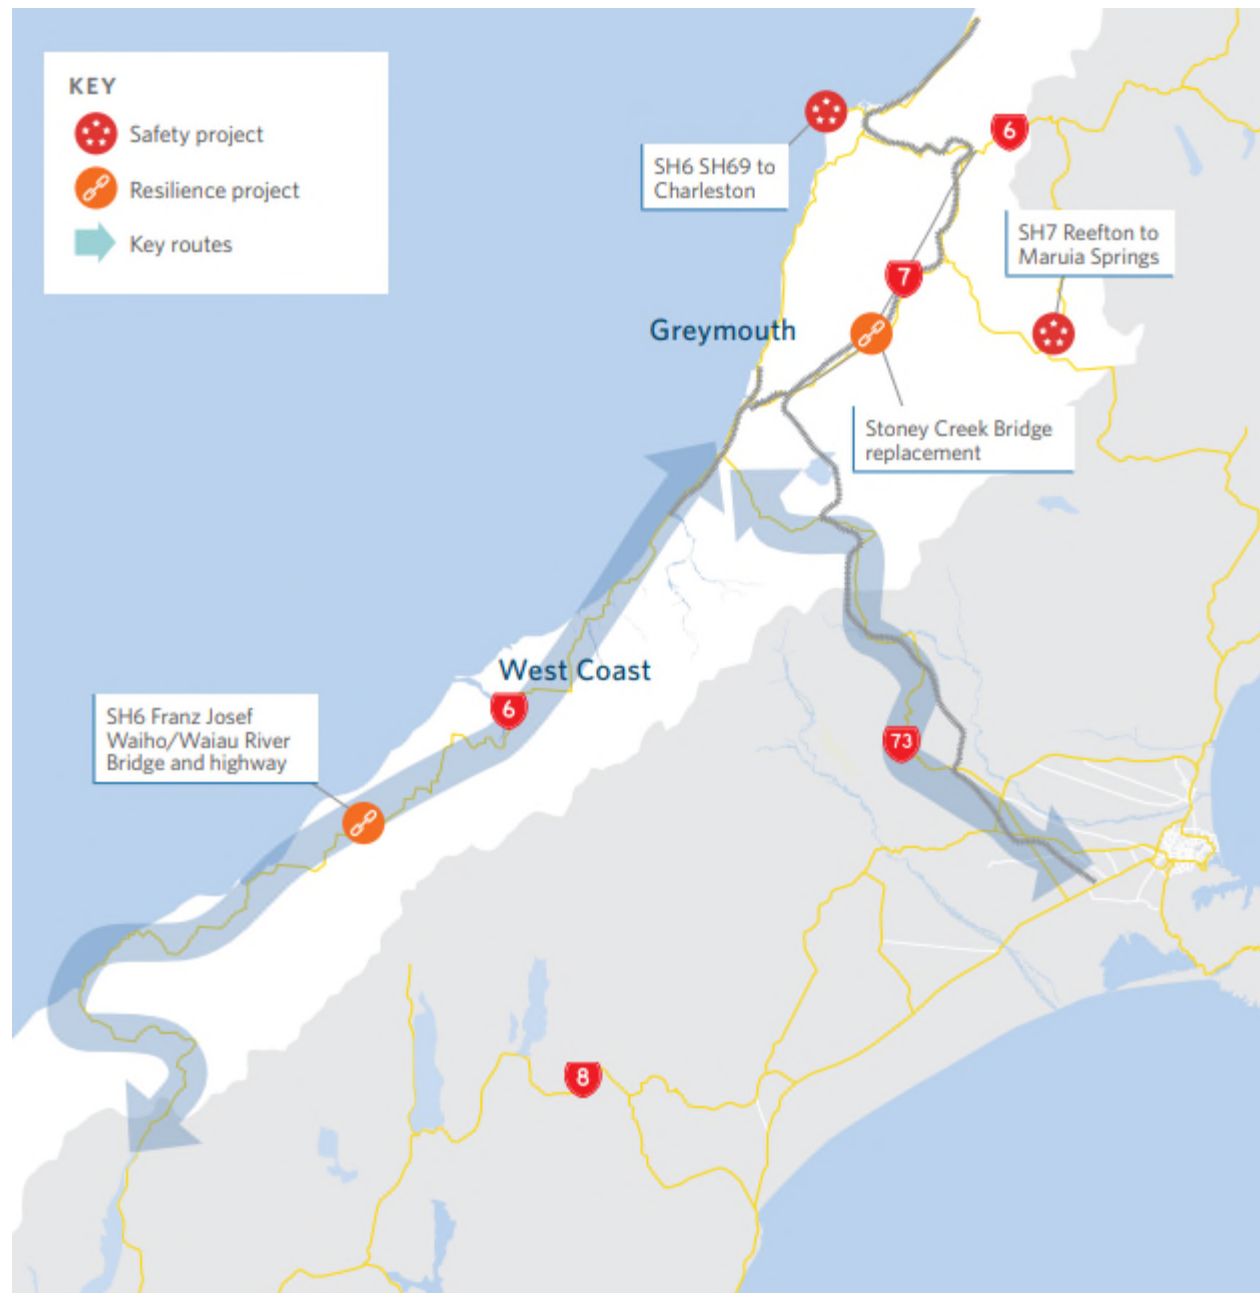 KEY
Safety project
Resilience project
Key routes
SH6 SH69 to
Charleston
6
SH7 Reefton to
Maruia Springs
7
Greymouth
Stoney Creek Bridge
replacement
West Coast
6
SH6 Franz Josef
Waiho/Waiau River
Bridge and highway
73
8